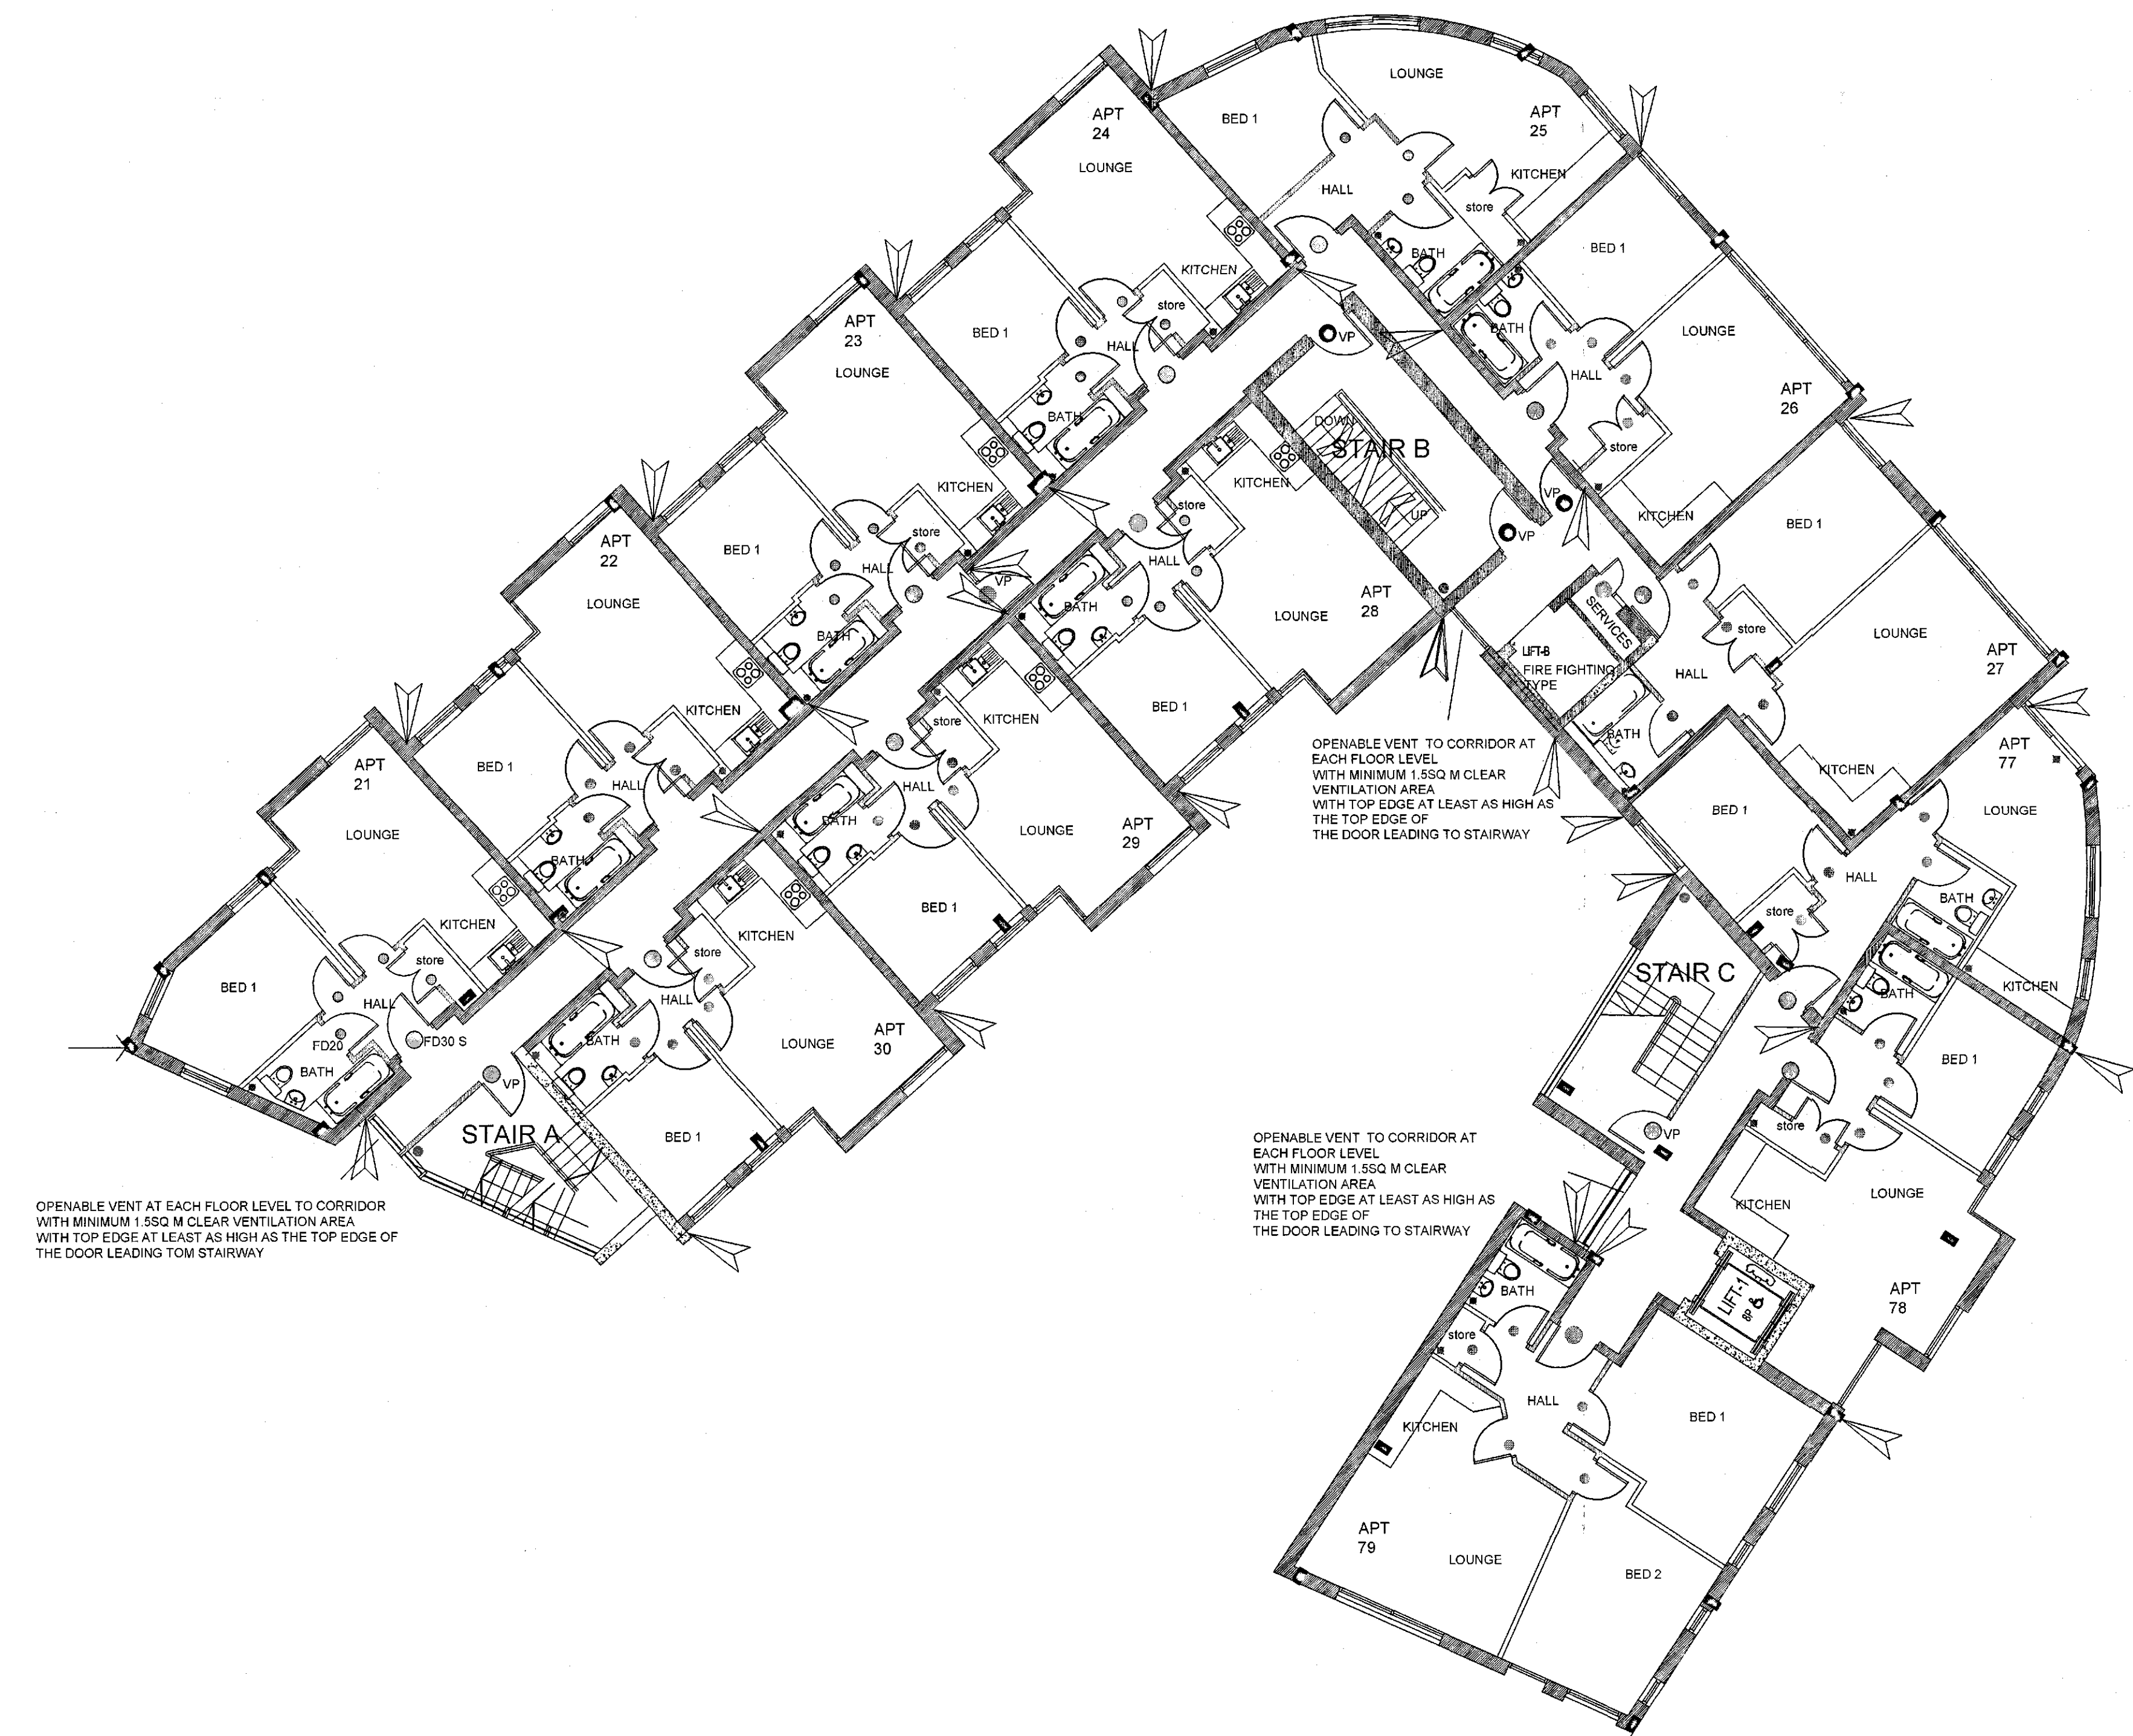 LOUNGE
APT
25
BED 1
KITCHEN
HALL
store
BATH
APT
24
LOUNGE
KITCHEN
store
BED 1
HALL
BATH
APT
23
LOUNGE
KITCHEN
store
BED 1
HALL
BATH
APT
22
LOUNGE
KITCHEN
BED 1
HALL
BATH
APT
21
LOUNGE
KITCHEN
store
BED 1
HALL
FD20
FD30 S
BATH
VP
STAIR A
OPENABLE VENT AT EACH FLOOR LEVEL TO CORRIDOR
WITH MINIMUM 1.5SQ M CLEAR VENTILATION AREA
WITH TOP EDGE AT LEAST AS HIGH AS THE TOP EDGE OF
THE DOOR LEADING TOM STAIRWAY
BED 1
BATH
LOUNGE
HALL
APT
26
store
KITCHEN
VP
DOWN
STAIR B
UP
VP
VP
KITCHEN
store
HALL
VP
BATH
LOUNGE
APT
28
BED 1
KITCHEN
store
HALL
BATH
LOUNGE
APT
29
BED 1
KITCHEN
store
HALL
BATH
LOUNGE
APT
30
BED 1
BED 1
SERVICES
LIFT-B
FIRE FIGHTING
TYPE
store
LOUNGE
HALL
APT
27
BATH
KITCHEN
OPENABLE VENT TO CORRIDOR AT
EACH FLOOR LEVEL
WITH MINIMUM 1.5SQ M CLEAR
VENTILATION AREA
WITH TOP EDGE AT LEAST AS HIGH AS
THE TOP EDGE OF
THE DOOR LEADING TO STAIRWAY
APT
77
LOUNGE
BED 1
HALL
BATH
store
KITCHEN
STAIR C
BATH
BED 1
VP
store
LOUNGE
KITCHEN
APT
78
LIFT-1
8P
OPENABLE VENT TO CORRIDOR AT
EACH FLOOR LEVEL
WITH MINIMUM 1.5SQ M CLEAR
VENTILATION AREA
WITH TOP EDGE AT LEAST AS HIGH AS
THE TOP EDGE OF
THE DOOR LEADING TO STAIRWAY
BATH
store
HALL
BED 1
KITCHEN
APT
79
LOUNGE
BED 2